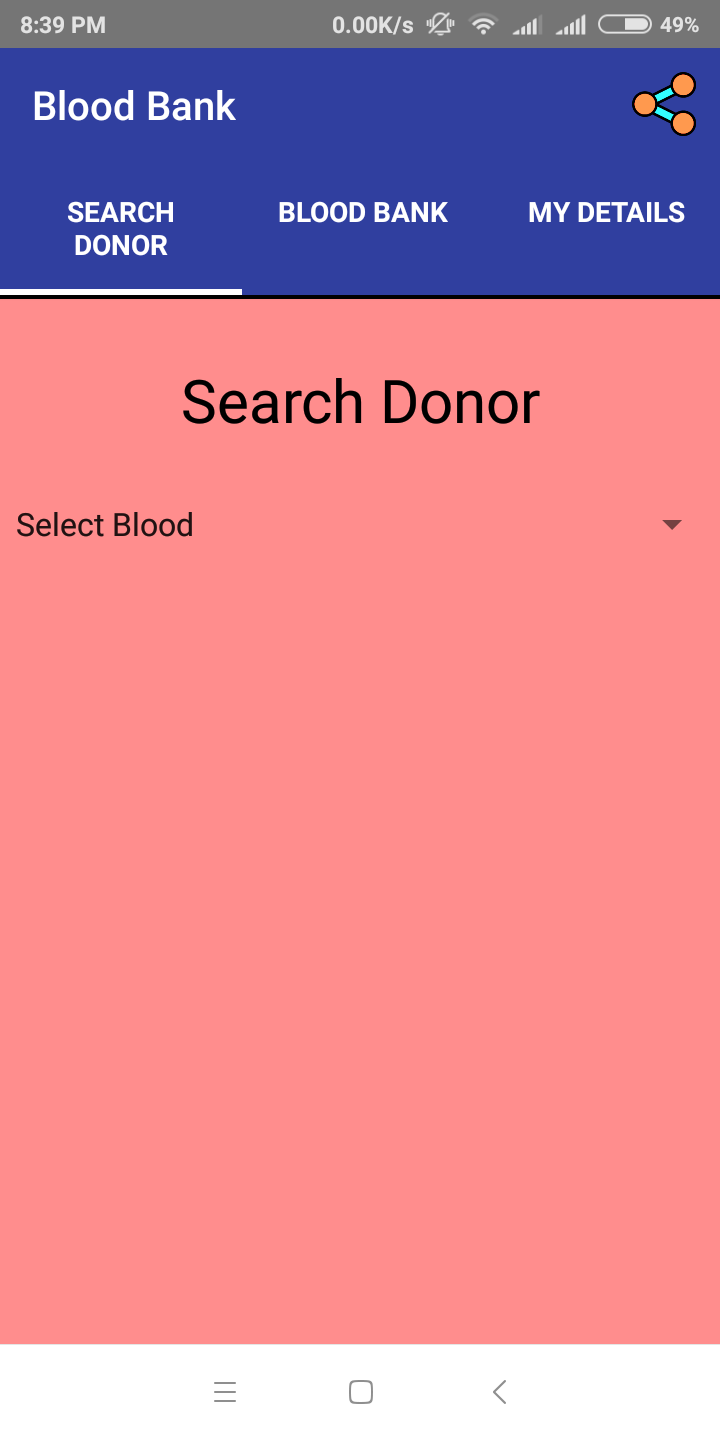 8:39 PM 0.00K/s 49%
Blood Bank
SEARCH
DONOR
BLOOD BANK
MY DETAILS
Search Donor
Select Blood